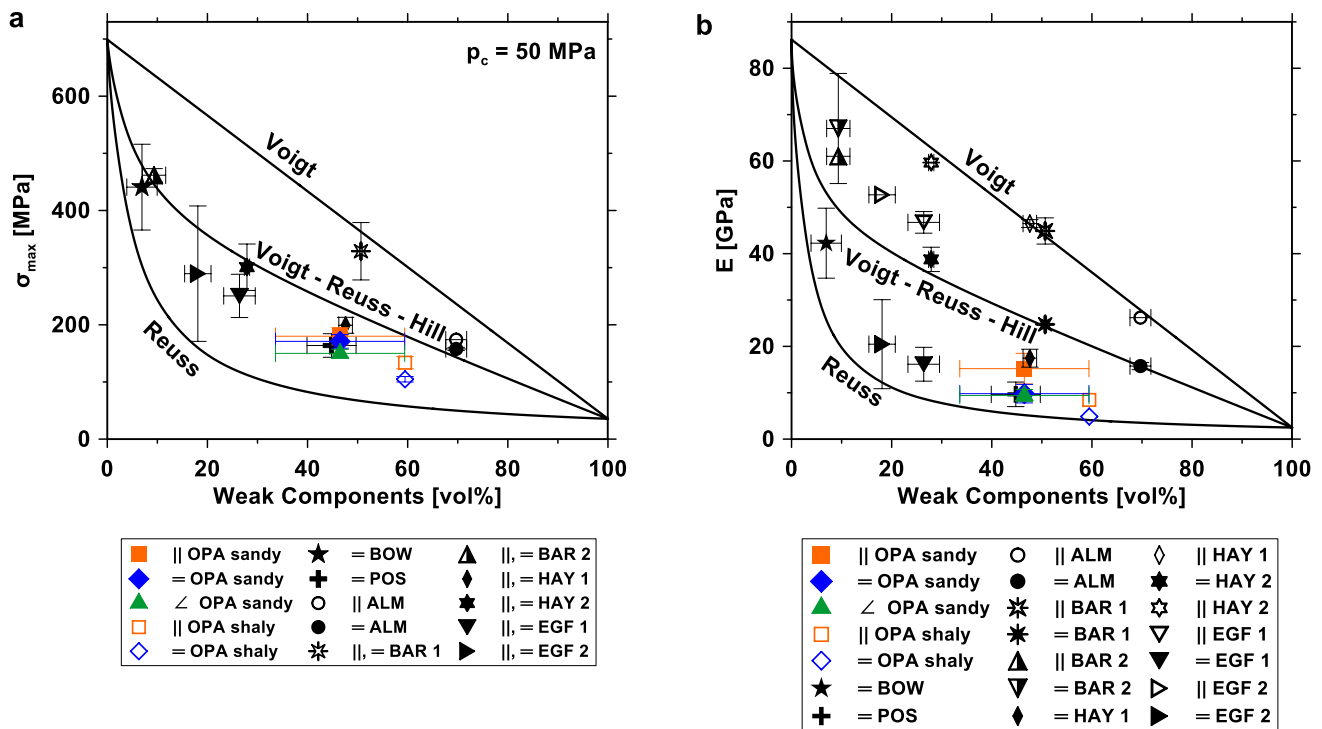 a
p_c = 50 MPa
σ_max [MPa]
600
400
200
0
Voigt
Voigt - Reuss - Hill
Reuss
0 20 40 60 80 100
Weak Components [vol%]
|| OPA sandy
= OPA sandy
∠ OPA sandy
|| OPA shaly
= OPA shaly
= BOW
= POS
|| ALM
= ALM
||, = BAR 1
||, = BAR 2
||, = HAY 1
||, = HAY 2
||, = EGF 1
||, = EGF 2
b
E [GPa]
80
60
40
20
0
Voigt
Voigt - Reuss - Hill
Reuss
0 20 40 60 80 100
Weak Components [vol%]
|| OPA sandy
= OPA sandy
∠ OPA sandy
|| OPA shaly
= OPA shaly
= BOW
= POS
|| ALM
= ALM
|| BAR 1
= BAR 1
|| BAR 2
= BAR 2
= HAY 1
|| HAY 1
= HAY 2
|| HAY 2
|| EGF 1
= EGF 1
|| EGF 2
= EGF 2